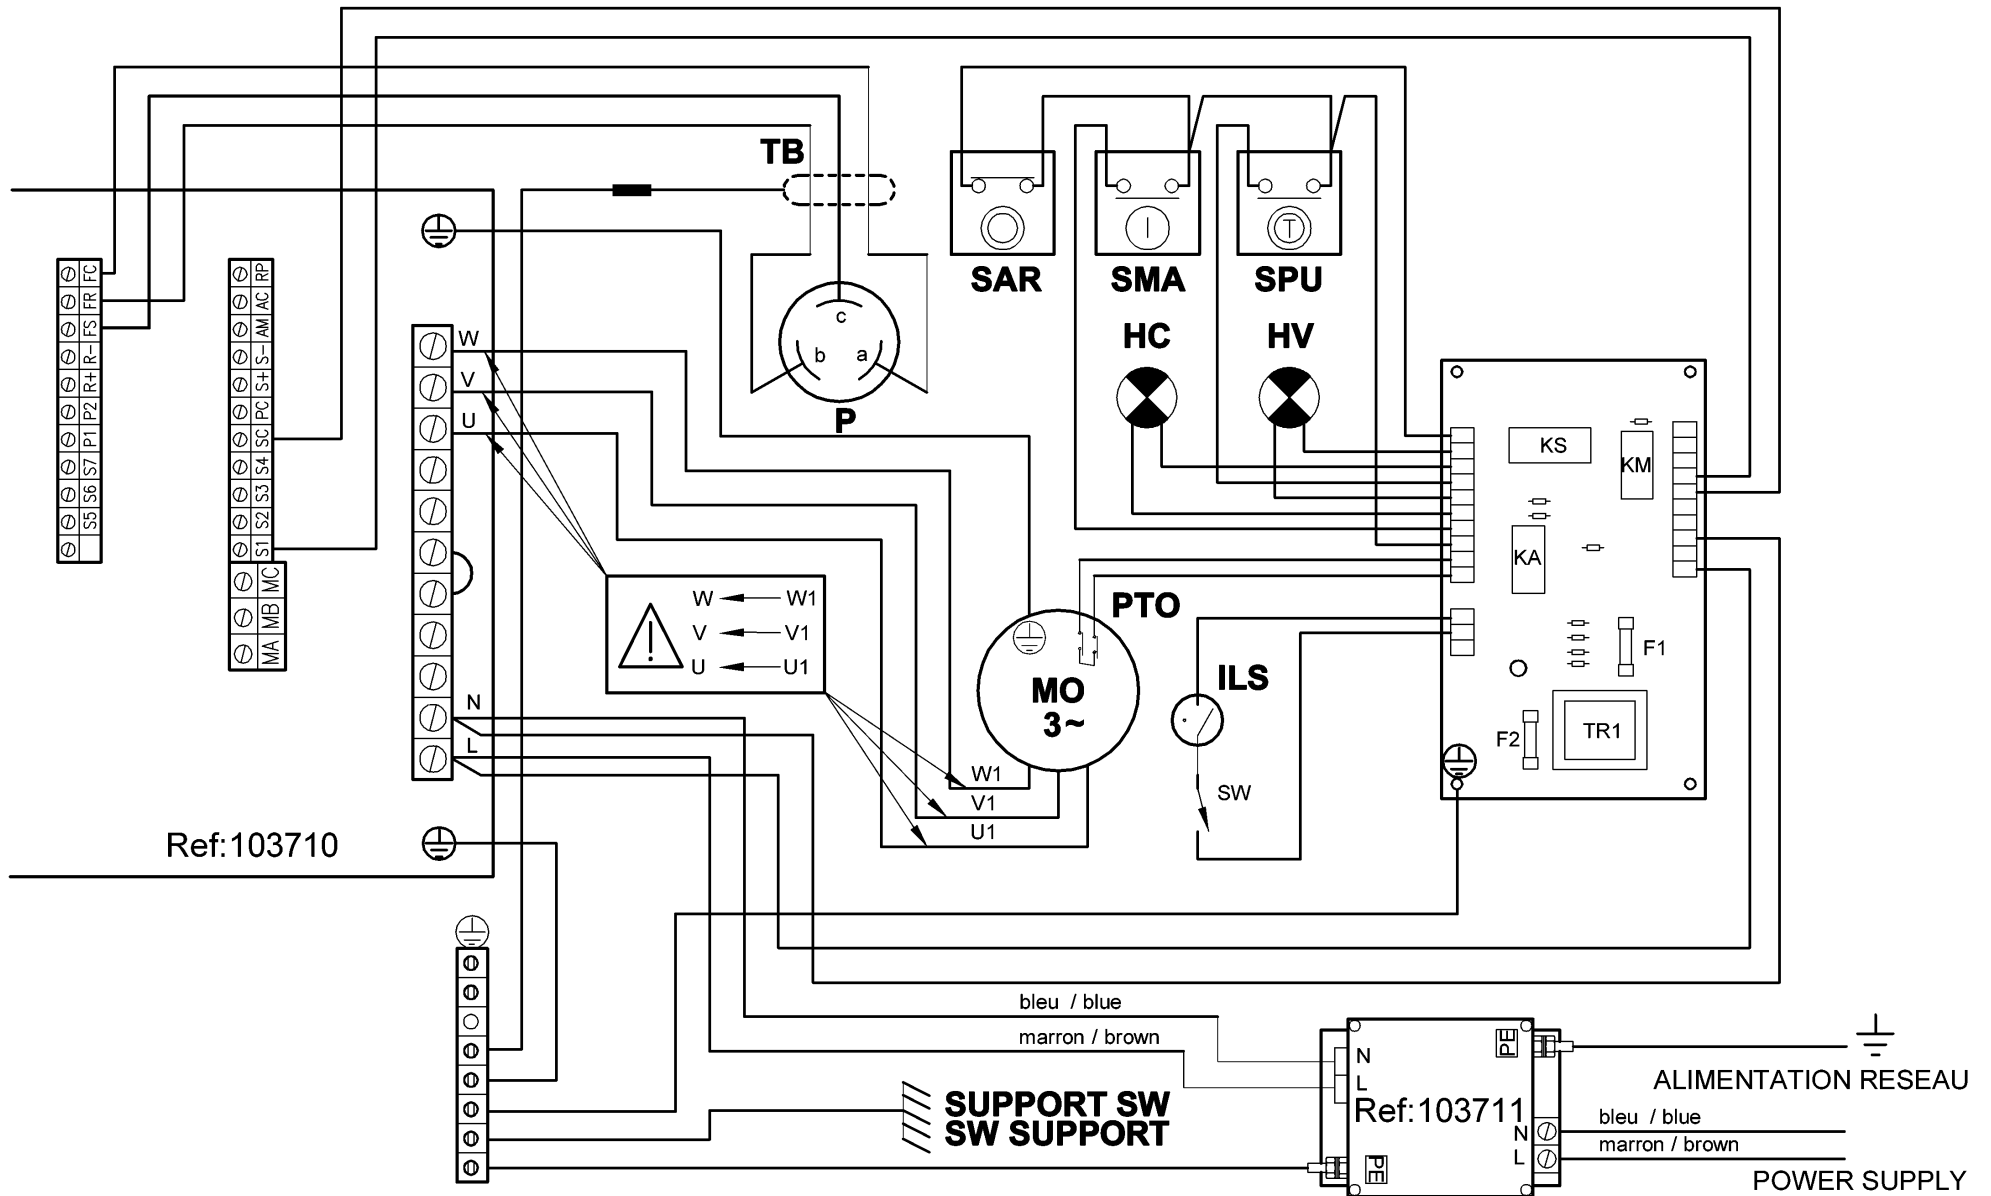 TB
SAR
SMA
SPU
T
HC
HV
FC
FR
FS
R-
R+
P2
P1
S7
S6
S5
RP
AC
AM
S-
S+
PC
SC
S4
S3
S2
S1
MC
MB
MA
W
V
U
c
b
a
P
KS
KM
KA
W W1
V V1
U U1
PTO
MO
3~
ILS
SW
F1
F2
TR1
N
L
W1
V1
U1
Ref:103710
bleu / blue
marron / brown
SUPPORT SW
SW SUPPORT
N
L
PE
Ref:103711
N
L
PE
ALIMENTATION RESEAU
bleu / blue
marron / brown
POWER SUPPLY